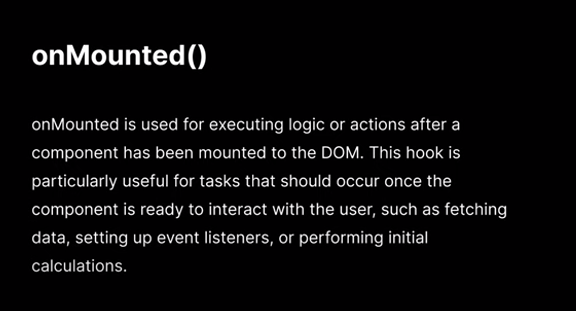 onMounted()
onMounted is used for executing logic or actions after a
component has been mounted to the DOM. This hook is
particularly useful for tasks that should occur once the
component is ready to interact with the user, such as fetching
data, setting up event listeners, or performing initial
calculations.